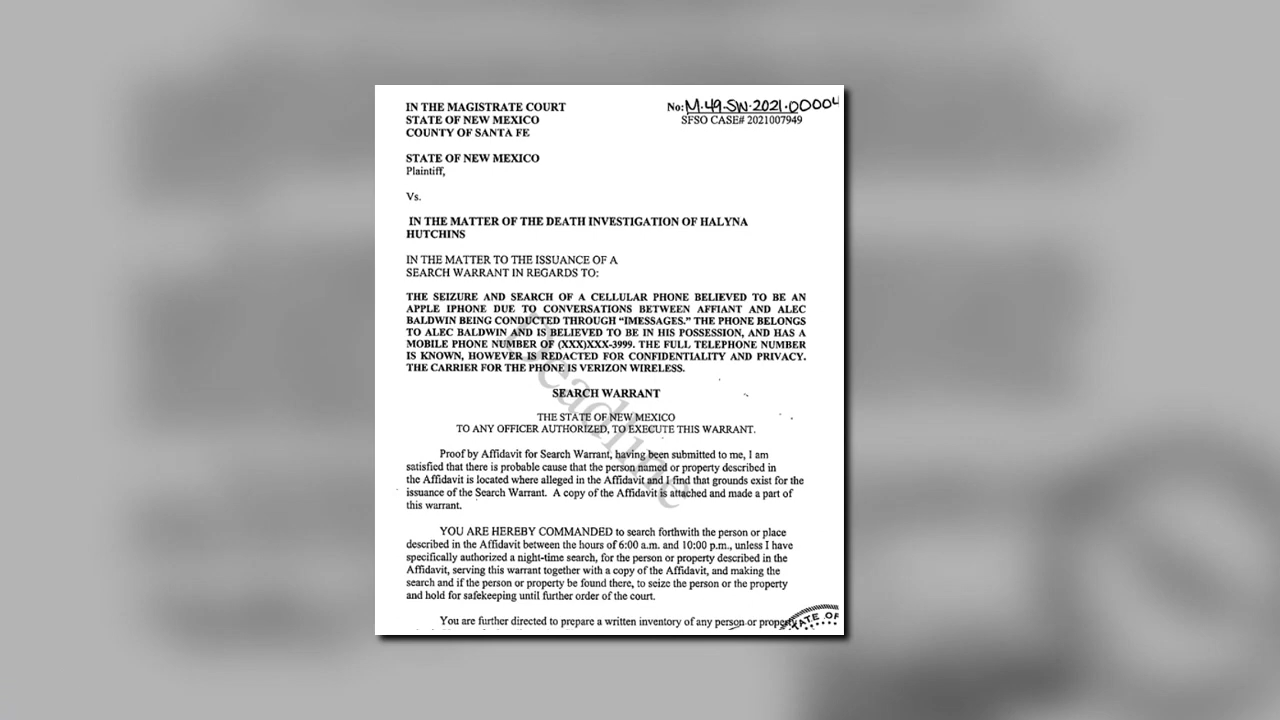 IN THE MAGISTRATE COURT
STATE OF NEW MEXICO
COUNTY OF SANTA FE
No: M-49-SW-2021-00004
SFSO CASE# 2021007949
STATE OF NEW MEXICO
Plaintiff,
Vs.
IN THE MATTER OF THE DEATH INVESTIGATION OF HALYNA
HUTCHINS
IN THE MATTER TO THE ISSUANCE OF A
SEARCH WARRANT IN REGARDS TO:
THE SEIZURE AND SEARCH OF A CELLULAR PHONE BELIEVED TO BE AN
APPLE IPHONE DUE TO CONVERSATIONS BETWEEN AFFIANT AND ALEC
BALDWIN BEING CONDUCTED THROUGH “IMESSAGES.” THE PHONE BELONGS
TO ALEC BALDWIN AND IS BELIEVED TO BE IN HIS POSSESSION, AND HAS A
MOBILE PHONE NUMBER OF (XXX)XXX-3999. THE FULL TELEPHONE NUMBER
IS KNOWN, HOWEVER IS REDACTED FOR CONFIDENTIALITY AND PRIVACY.
THE CARRIER FOR THE PHONE IS VERIZON WIRELESS.
SEARCH WARRANT
THE STATE OF NEW MEXICO
TO ANY OFFICER AUTHORIZED, TO EXECUTE THIS WARRANT.
Proof by Affidavit for Search Warrant, having been submitted to me, I am
satisfied that there is probable cause that the person named or property described in
the Affidavit is located where alleged in the Affidavit and I find that grounds exist for the
issuance of the Search Warrant. A copy of the Affidavit is attached and made a part of
this warrant.
YOU ARE HEREBY COMMANDED to search forthwith the person or place
described in the Affidavit between the hours of 6:00 a.m. and 10:00 p.m., unless I have
specifically authorized a night-time search, for the person or property described in the
Affidavit, serving this warrant together with a copy of the Affidavit, and making the
search and if the person or property be found there, to seize the person or the property
and hold for safekeeping until further order of the court.
You are further directed to prepare a written inventory of any person or property
Deadline